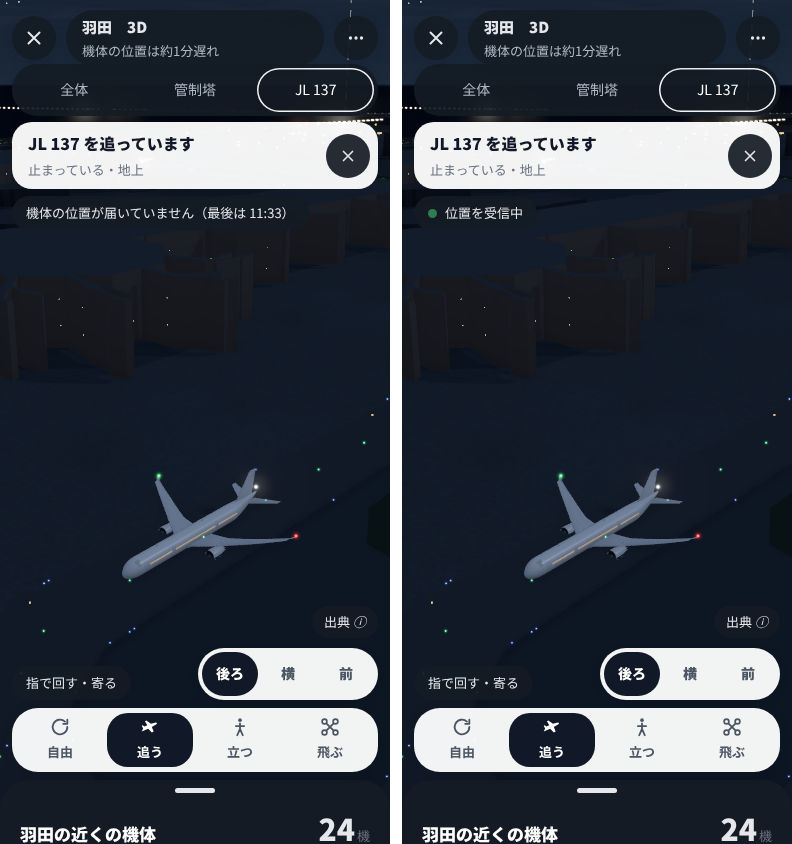 羽田 3D
機体の位置は約1分遅れ
全体 管制塔 JL 137
JL 137 を追っています
止まっている・地上
機体の位置が届いていません（最後は 11:33）
出典
後ろ 横 前
指で回す・寄る
自由 追う 立つ 飛ぶ
羽田の近くの機体 24機
羽田 3D
機体の位置は約1分遅れ
全体 管制塔 JL 137
JL 137 を追っています
止まっている・地上
位置を受信中
出典
後ろ 横 前
指で回す・寄る
自由 追う 立つ 飛ぶ
羽田の近くの機体 24機